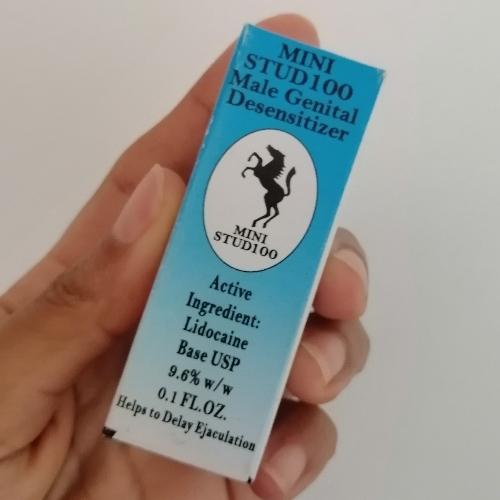 MINI
STUD100
Male Genital
Desensitizer
MINI
STUD100
Active
Ingredient:
Lidocaine
Base USP
9.6% w/w
0.1 FL.OZ.
Helps to Delay Ejaculation